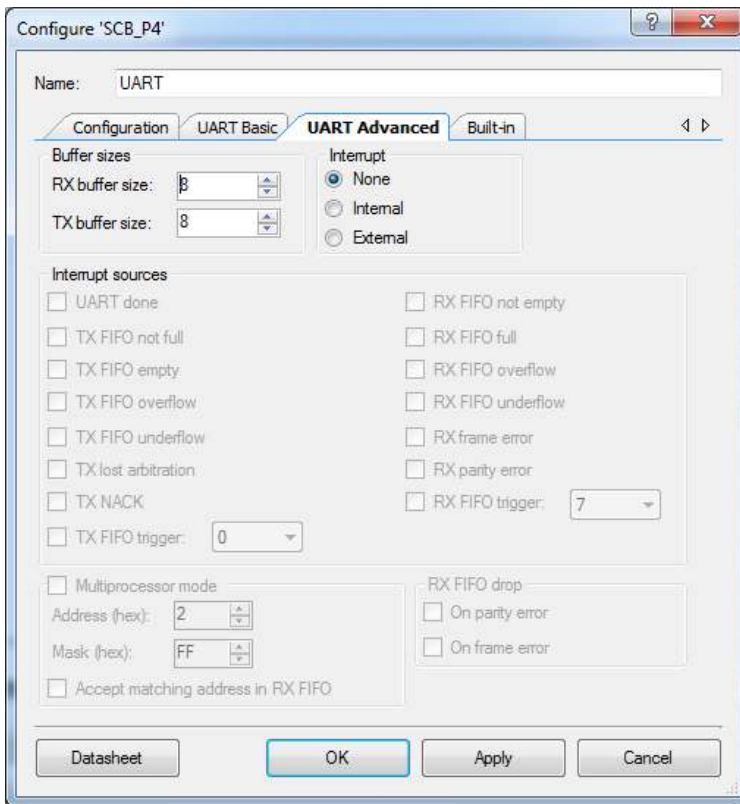 Configure 'SCB_P4'
Name: UART
Configuration UART Basic UART Advanced Built-in
Buffer sizes
RX buffer size: 8
TX buffer size: 8
Interrupt
None
Internal
External
Interrupt sources
UART done
TX FIFO not full
TX FIFO empty
TX FIFO overflow
TX FIFO underflow
TX lost arbitration
TX NACK
TX FIFO trigger: 0
RX FIFO not empty
RX FIFO full
RX FIFO overflow
RX FIFO underflow
RX frame error
RX parity error
RX FIFO trigger: 7
Multiprocessor mode
Address (hex): 2
Mask (hex): FF
Accept matching address in RX FIFO
RX FIFO drop
On parity error
On frame error
Datasheet OK Apply Cancel